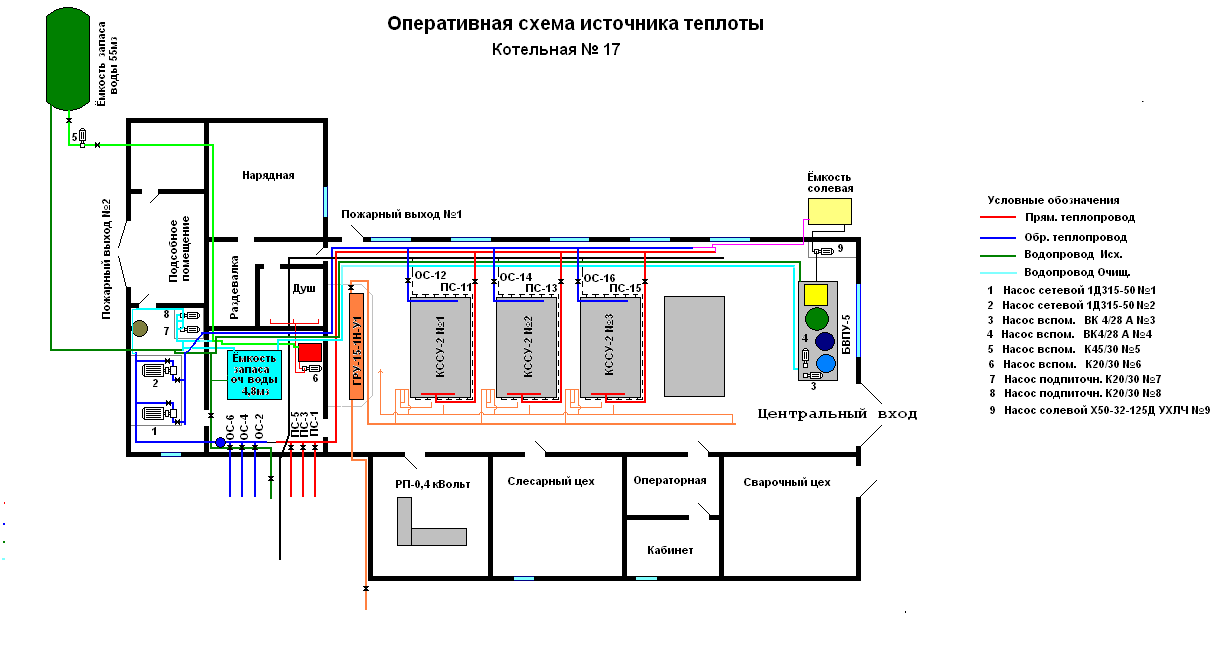 Оперативная схема источника теплоты
Котельная № 17
Ёмкость запаса
воды 55м3
5
Нарядная
Ёмкость
солевая
Пожарный выход №1
Пожарный выход №2
Подсобное
помещение
Раздевалка
Душ
9
Условные обозначения
Прям. теплопровод
Обр. теплопровод
Водопровод Исх.
Водопровод Очищ.
1 Насос сетевой 1Д315-50 №1
2 Насос сетевой 1Д315-50 №2
3 Насос вспом. ВК 4/28 А №3
4 Насос вспом. ВК4/28 А №4
5 Насос вспом. К45/30 №5
6 Насос вспом. К20/30 №6
7 Насос подпиточн. К20/30 №7
8 Насос подпиточн. К20/30 №8
9 Насос солевой Х50-32-125Д УХЛЧ №9
ОС-12
ПС-11
ОС-14
ПС-13
ОС-16
ПС-15
8
7
ГРУ-15-1Н-У1
КССУ-2 №1
КССУ-2 №2
КССУ-2 №3
БВПУ-5
4
3
Ёмкость
запаса
оч воды
4,8м3
6
2
1
ОС-6
ОС-4
ОС-2
ПС-5
ПС-3
ПС-1
Центральный вход
РП-0,4 кВольт
Слесарный цех
Операторная
Сварочный цех
Кабинет